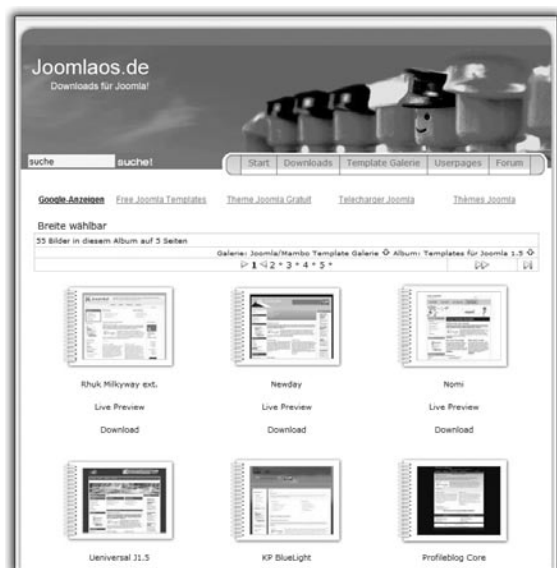 Joomlaos.de
Downloads für Joomla!
suche suche!
Start Downloads Template Galerie Userpages Forum
Google-Anzeigen Free Joomla Templates Theme Joomla Gratuit Telecharger Joomla Thèmes Joomla
Breite wählbar
55 Bilder in diesem Album auf 5 Seiten
Galerie: Joomla/Mambo Template Galerie Album: Templates für Joomla 1.5
1 2 * 3 * 4 * 5 *
Rhuk Milkyway ext. Newday Nomi
Live Preview Live Preview Live Preview
Download Download Download
Ueniversal J1.5 KP BlueLight Profileblog Core